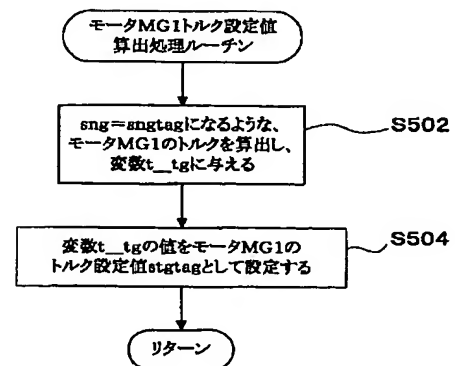 モータMG1トルク設定値
算出処理ルーチン
sng=sngtagになるような、
モータMG1のトルクを算出し、
変数t__tgに与える
S502
変数t__tgの値をモータMG1の
トルク設定値stgtagとして設定する
S504
リターン